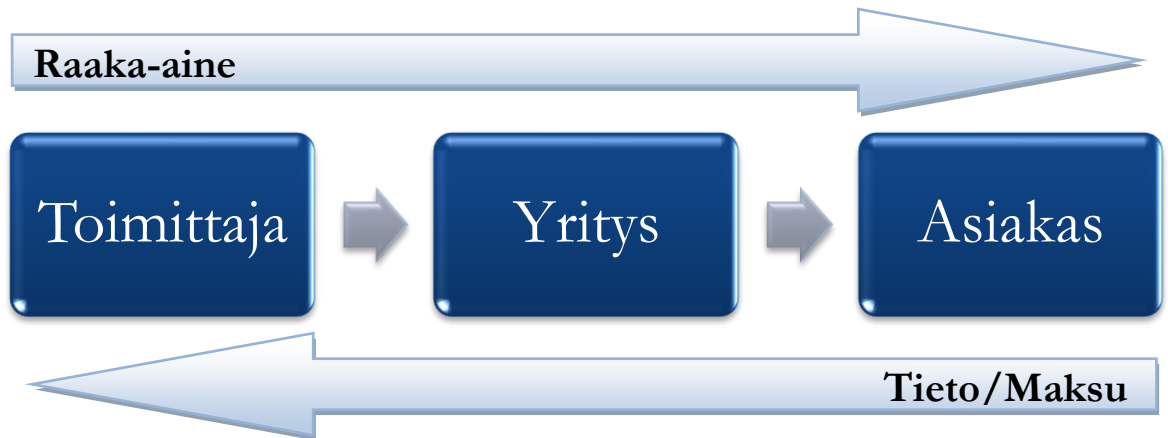 Raaka-aine
Toimittaja
Yritys
Asiakas
Tieto/Maksu